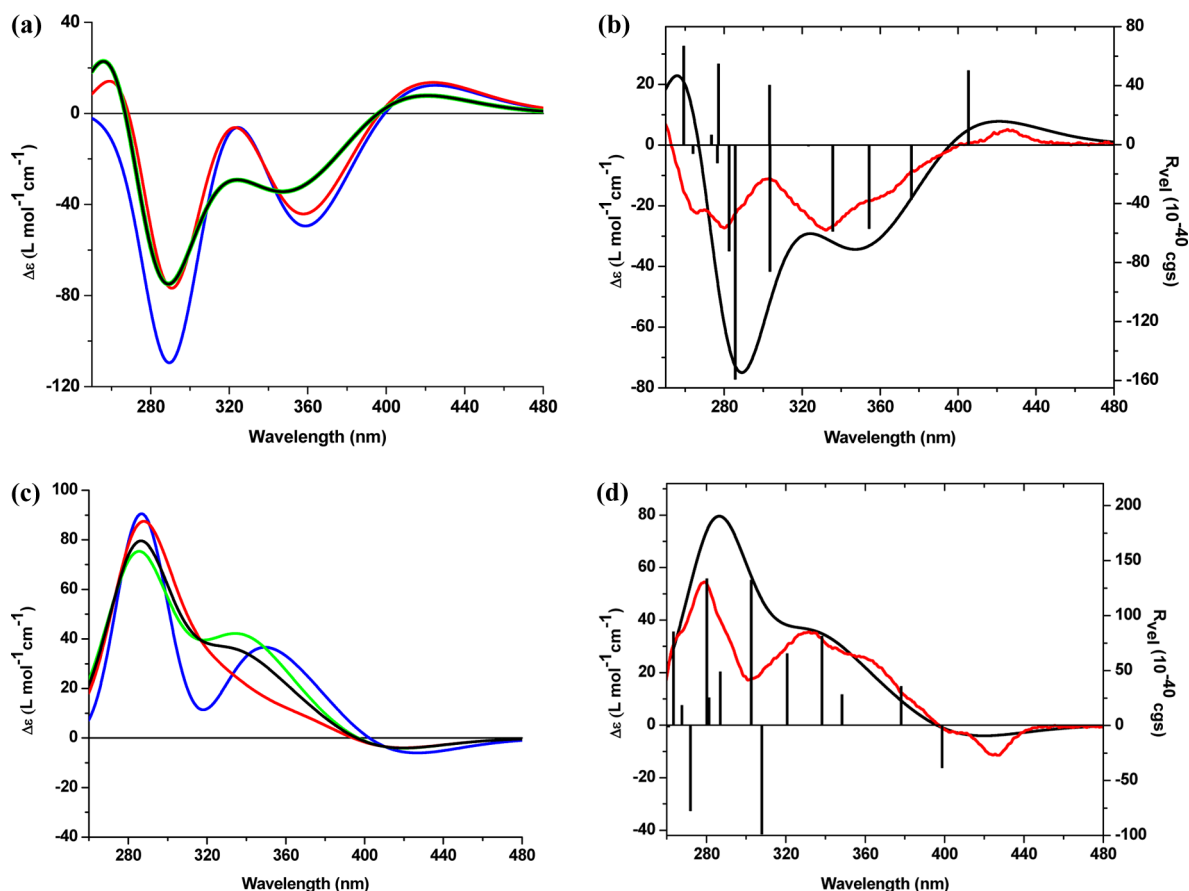 (a)
40
0
-40
-80
-120
Δε (L mol⁻¹cm⁻¹)
280 320 360 400 440 480
Wavelength (nm)
(b)
20
0
-20
-40
-60
-80
Δε (L mol⁻¹cm⁻¹)
80
40
0
-40
-80
-120
-160
R_vel (10⁻⁴⁰ cgs)
280 320 360 400 440 480
Wavelength (nm)
(c)
100
80
60
40
20
0
-20
-40
Δε (L mol⁻¹cm⁻¹)
280 320 360 400 440 480
Wavelength (nm)
(d)
80
60
40
20
0
-20
-40
Δε (L mol⁻¹cm⁻¹)
200
150
100
50
0
-50
-100
R_vel (10⁻⁴⁰ cgs)
280 320 360 400 440 480
Wavelength (nm)